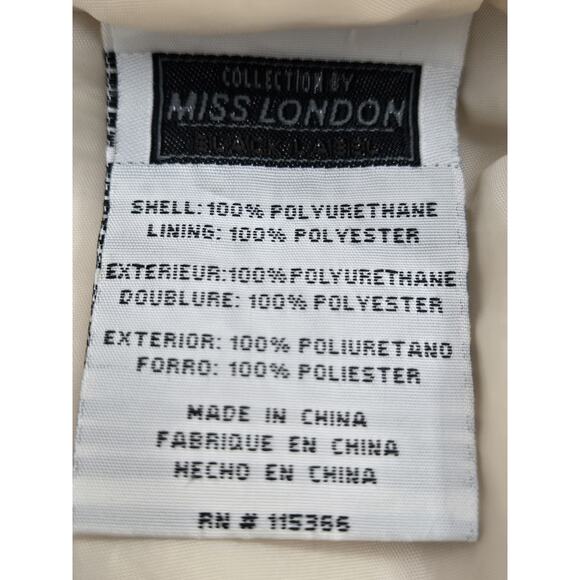 COLLECTION BY
MISS LONDON
BLACK LABEL
SHELL: 100% POLYURETHANE
LINING: 100% POLYESTER
EXTERIEUR:100%POLYURETHANE
DOUBLURE: 100% POLYESTER
EXTERIOR: 100% POLIURETANO
FORRO: 100% POLIESTER
MADE IN CHINA
FABRIQUE EN CHINA
HECHO EN CHINA
RN # 115366